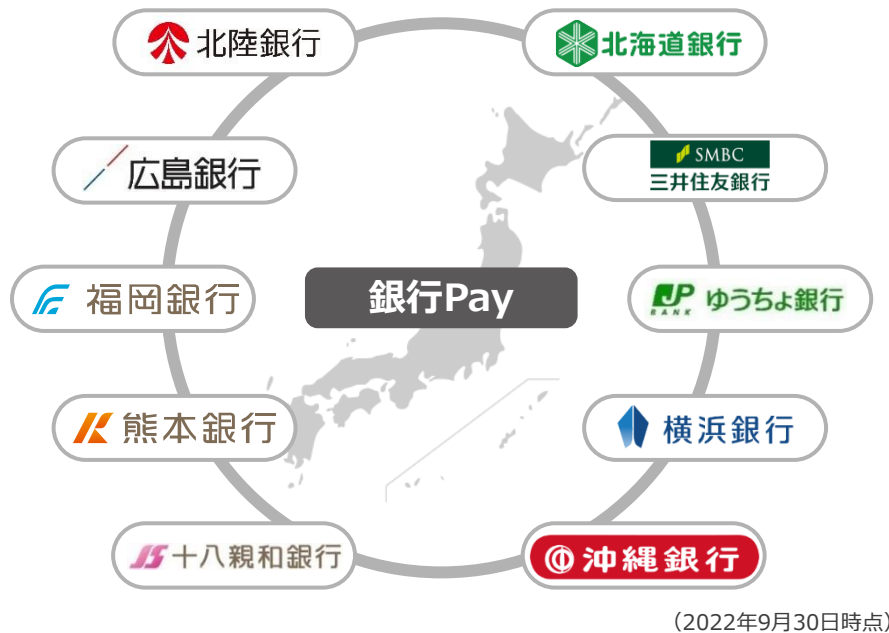 北陸銀行
北海道銀行
広島銀行
SMBC
三井住友銀行
福岡銀行
銀行Pay
JP
BANK
ゆうちょ銀行
熊本銀行
横浜銀行
十八親和銀行
沖縄銀行
（2022年9月30日時点）